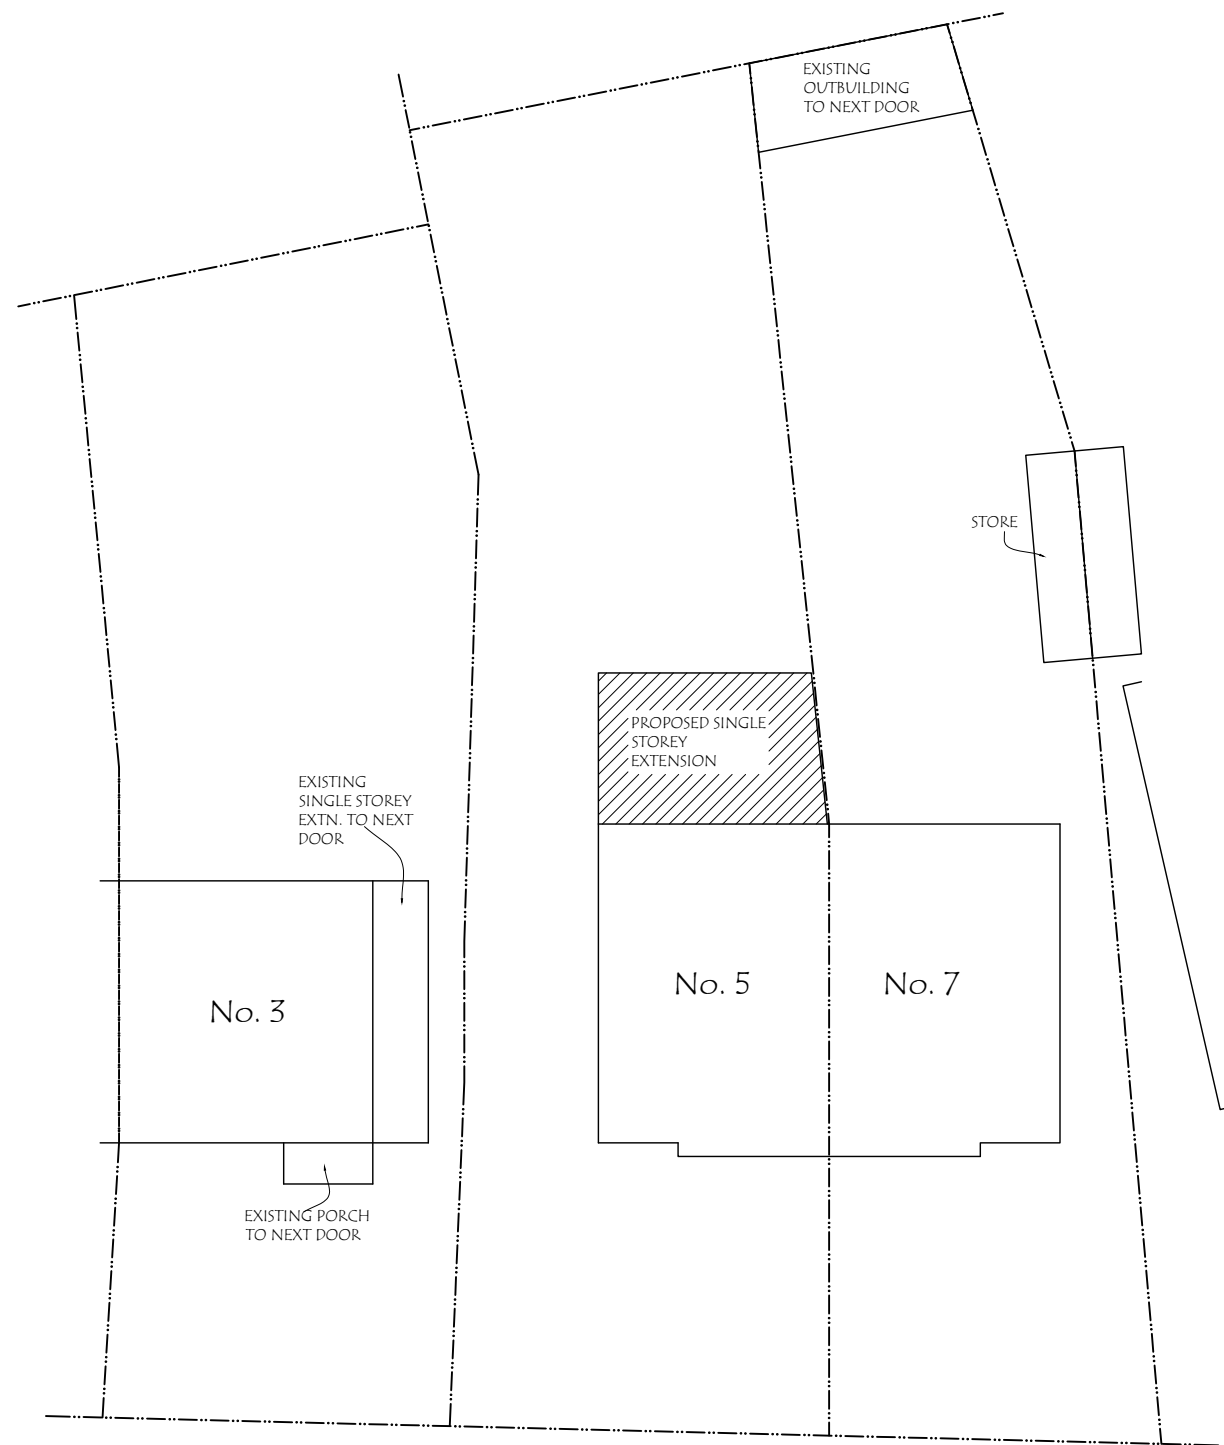 EXISTING
OUTBUILDING
TO NEXT DOOR
STORE
PROPOSED SINGLE
STOREY
EXTENSION
EXISTING
SINGLE STOREY
EXTN. TO NEXT
DOOR
No. 5
No. 7
No. 3
EXISTING PORCH
TO NEXT DOOR